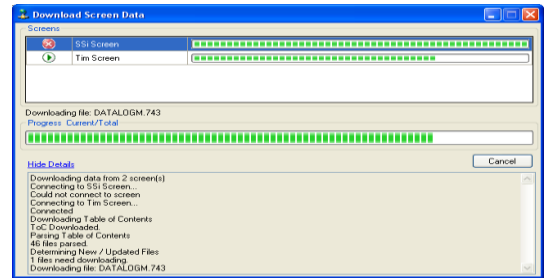 Download Screen Data
Screens
SSi Screen
Tim Screen
Downloading file: DATALOGM.743
Progress Current/Total
Hide Details
Cancel
Downloading data from 2 screen(s)
Connecting to SSi Screen...
Could not connect to screen
Connecting to Tim Screen...
Connected
Downloading Table of Contents
ToC Downloaded.
Parsing Table of Contents
46 files parsed.
Determining New / Updated Files
1 files need downloading.
Downloading file: DATALOGM.743